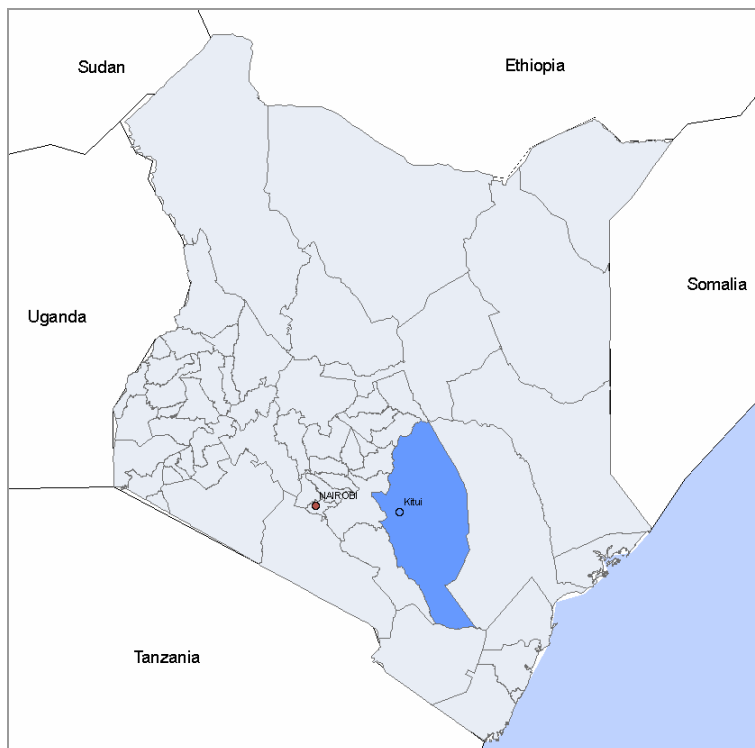 Sudan
Ethiopia
Somalia
Uganda
NAIROBI
Kitui
Tanzania